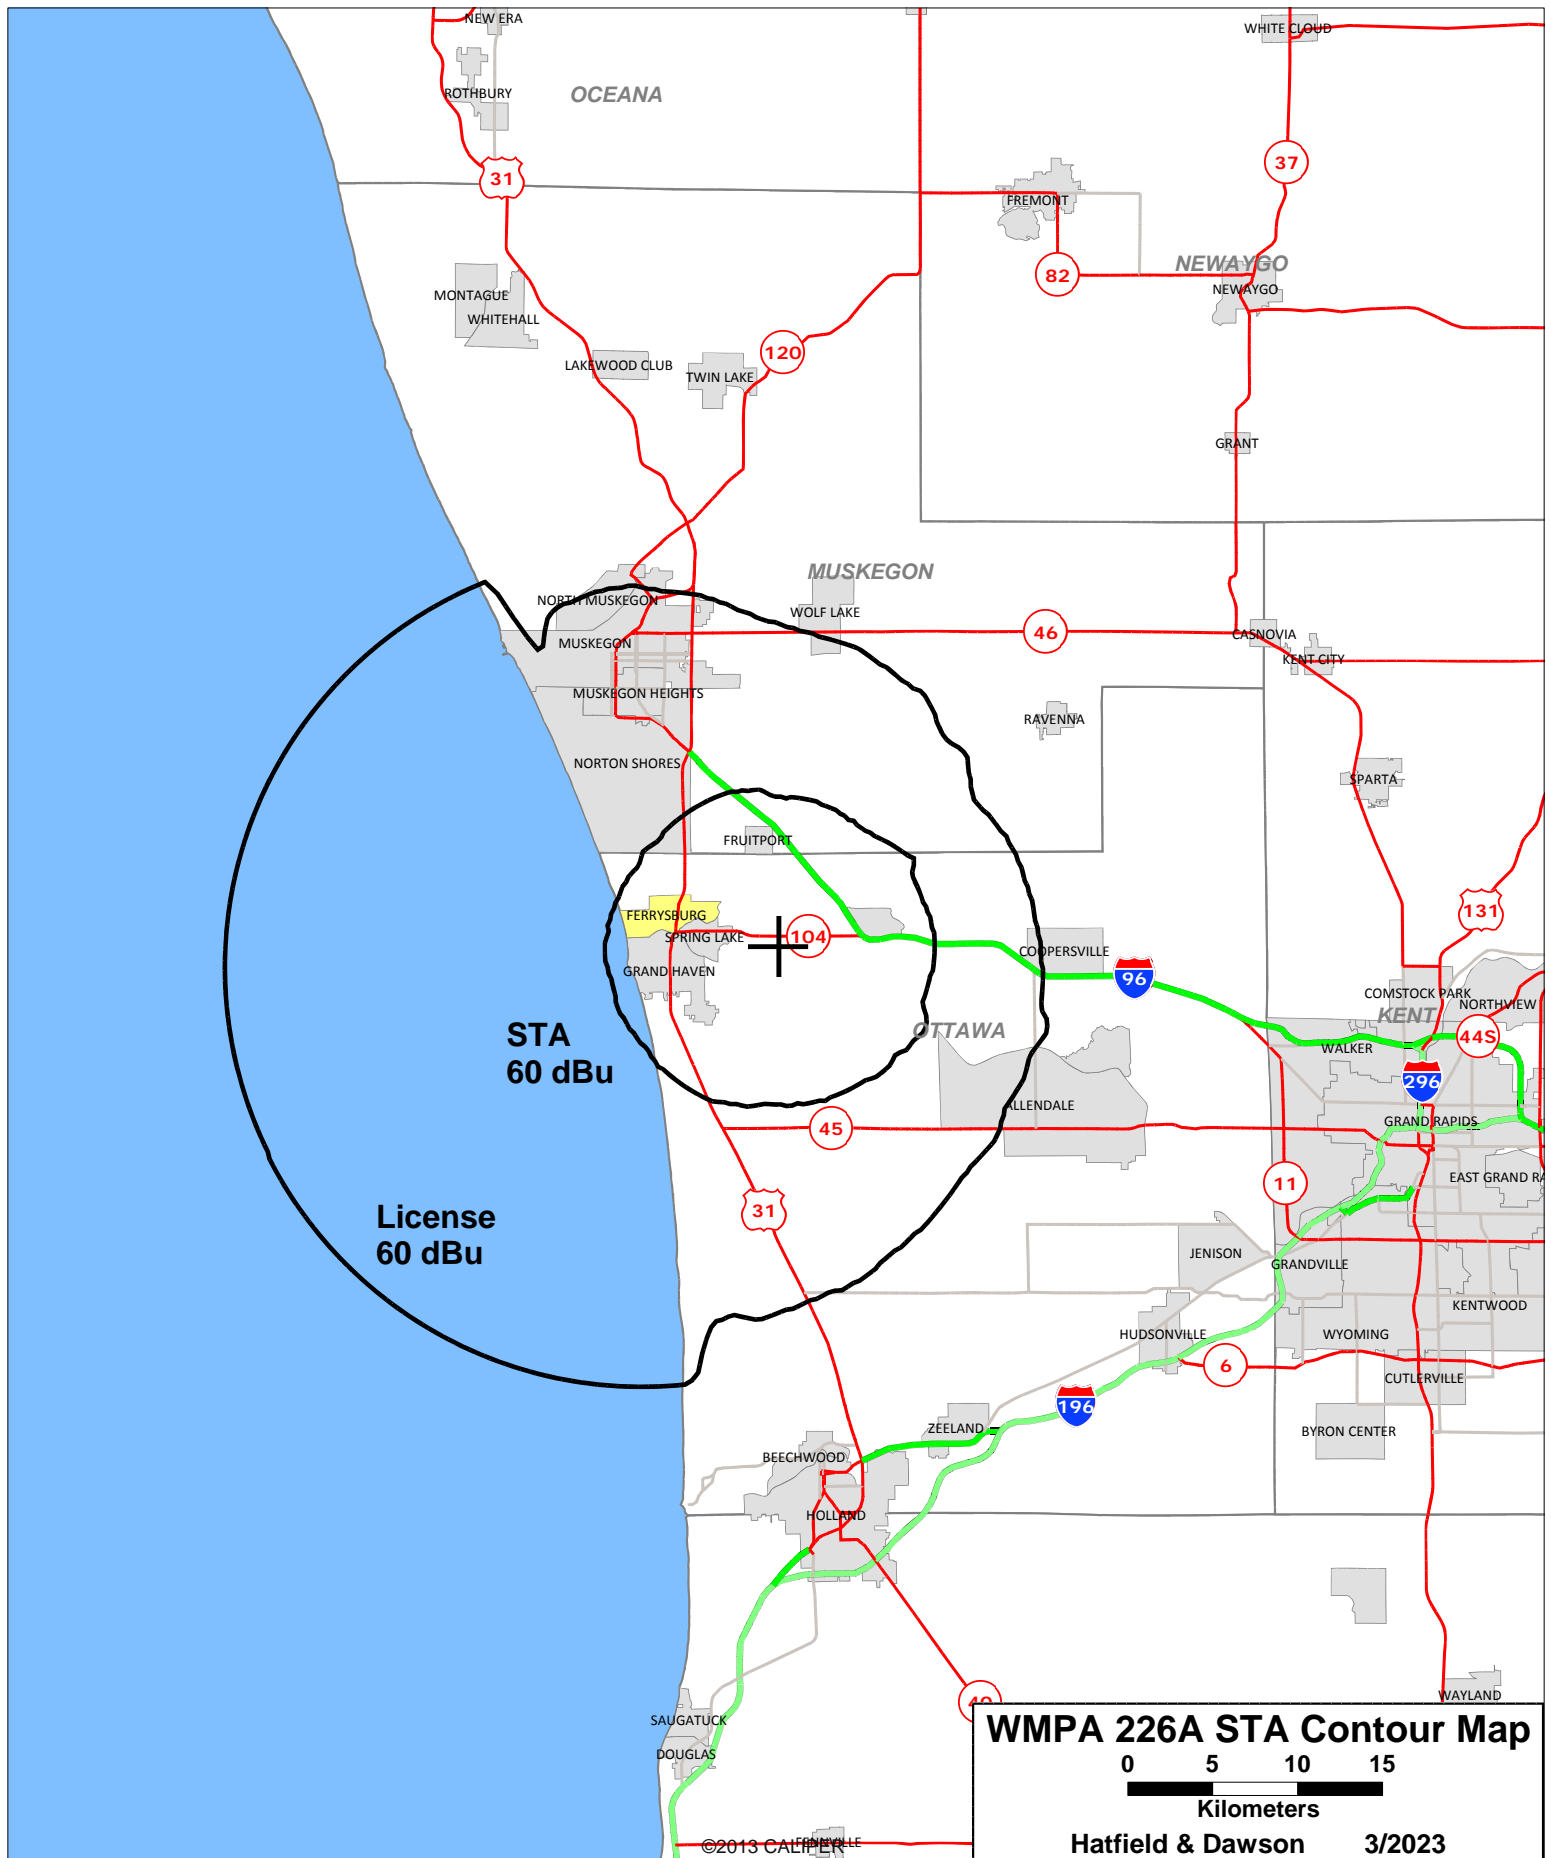 NEW ERA
WHITE CLOUD
ROTHBURY
OCEANA
37
31
FREMONT
NEWAYGO
82
NEWAYGO
MONTAGUE
WHITEHALL
120
LAKEWOOD CLUB
TWIN LAKE
GRANT
MUSKEGON
NORTH MUSKEGON
WOLF LAKE
46
CASNOVIA
MUSKEGON
KENT CITY
MUSKEGON HEIGHTS
RAVENNA
NORTON SHORES
SPARTA
FRUITPORT
131
FERRYSBURG
SPRING LAKE
104
COOPERSVILLE
GRAND HAVEN
96
COMSTOCK PARK
NORTHVIEW
KENT
OTTAWA
STA
60 dBu
44S
WALKER
296
ALLENDALE
GRAND RAPIDS
45
EAST GRAND RA
11
31
License
60 dBu
JENISON
GRANDVILLE
KENTWOOD
HUDSONVILLE
WYOMING
6
CUTLERVILLE
196
ZEELAND
BYRON CENTER
BEECHWOOD
HOLLAND
WAYLAND
40
SAUGATUCK
DOUGLAS
WMPA 226A STA Contour Map
0 5 10 15
Kilometers
Hatfield & Dawson 3/2023
©2013 CALIPER
FENNVILLE